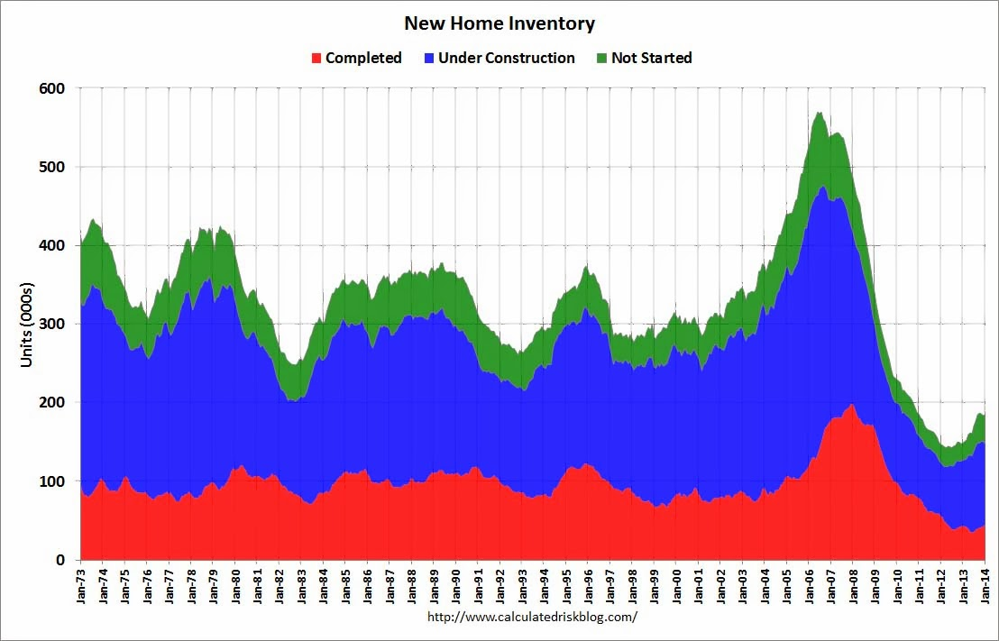 New Home Inventory
Completed Under Construction Not Started
600
500
400
300
200
100
0
Units (000s)
Jan-73 Jan-74 Jan-75 Jan-76 Jan-77 Jan-78 Jan-79 Jan-80 Jan-81 Jan-82 Jan-83 Jan-84 Jan-85 Jan-86 Jan-87 Jan-88 Jan-89 Jan-90 Jan-91 Jan-92 Jan-93 Jan-94 Jan-95 Jan-96 Jan-97 Jan-98 Jan-99 Jan-00 Jan-01 Jan-02 Jan-03 Jan-04 Jan-05 Jan-06 Jan-07 Jan-08 Jan-09 Jan-10 Jan-11 Jan-12 Jan-13 Jan-14
http://www.calculatedriskblog.com/